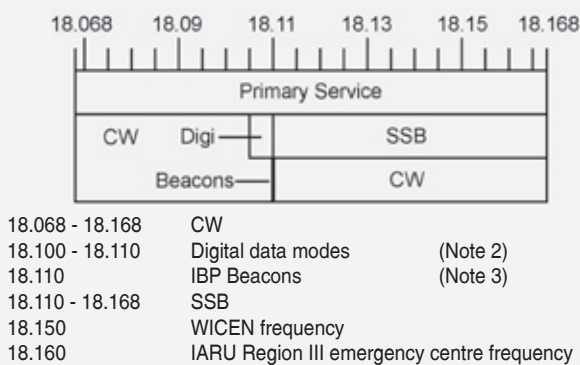 18.068 18.09 18.11 18.13 18.15 18.168
Primary Service
CW Digi SSB
Beacons CW
18.068 - 18.168 CW
18.100 - 18.110 Digital data modes (Note 2)
18.110 IBP Beacons (Note 3)
18.110 - 18.168 SSB
18.150 WICEN frequency
18.160 IARU Region III emergency centre frequency